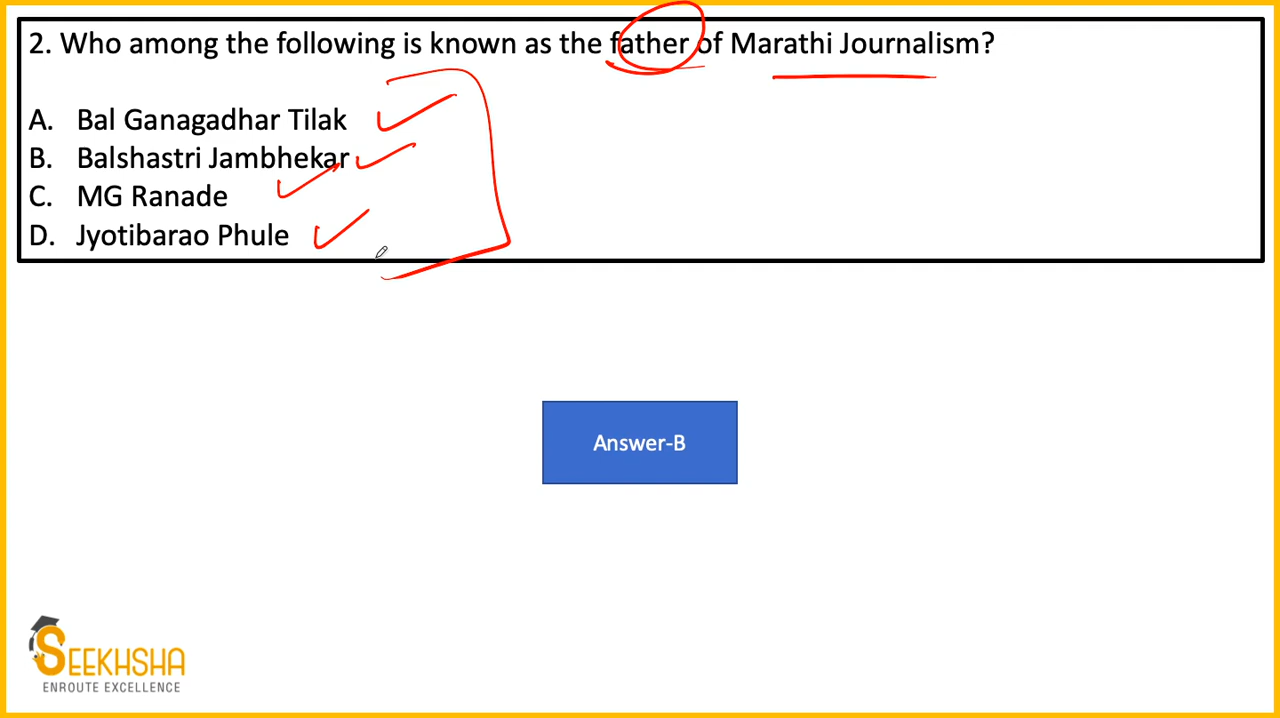 2. Who among the following is known as the father of Marathi Journalism?
A. Bal Ganagadhar Tilak
B. Balshastri Jambhekar
C. MG Ranade
D. Jyotibarao Phule
Answer-B
SEEKHSHA
ENROUTE EXCELLENCE